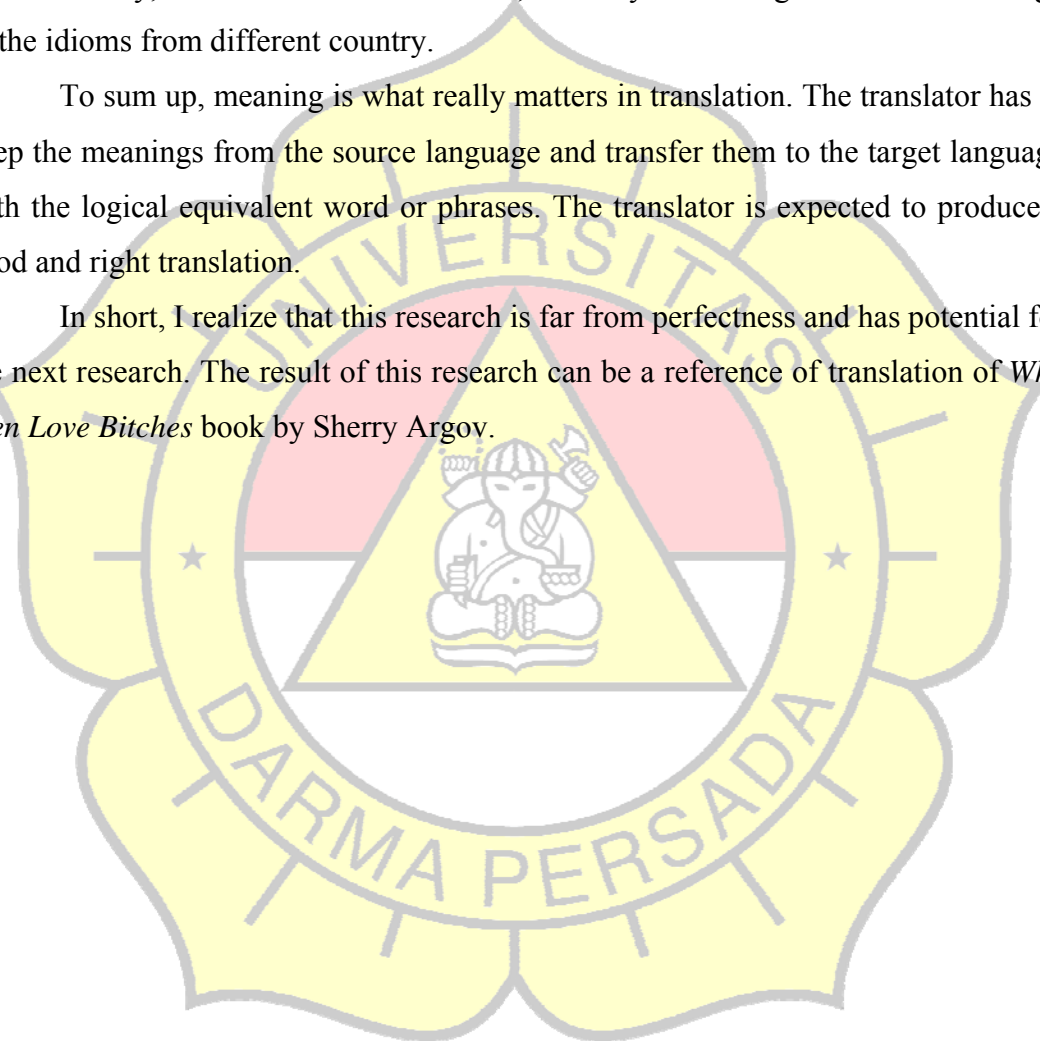 the idioms from different country.
To sum up, meaning is what really matters in translation. The translator has
ep the meanings from the source language and transfer them to the target languag
th the logical equivalent word or phrases. The translator is expected to produce
od and right translation.
In short, I realize that this research is far from perfectness and has potential fo
e next research. The result of this research can be a reference of translation of Wh
en Love Bitches book by Sherry Argov.
UNIVERSITAS
DARMA PERSADA